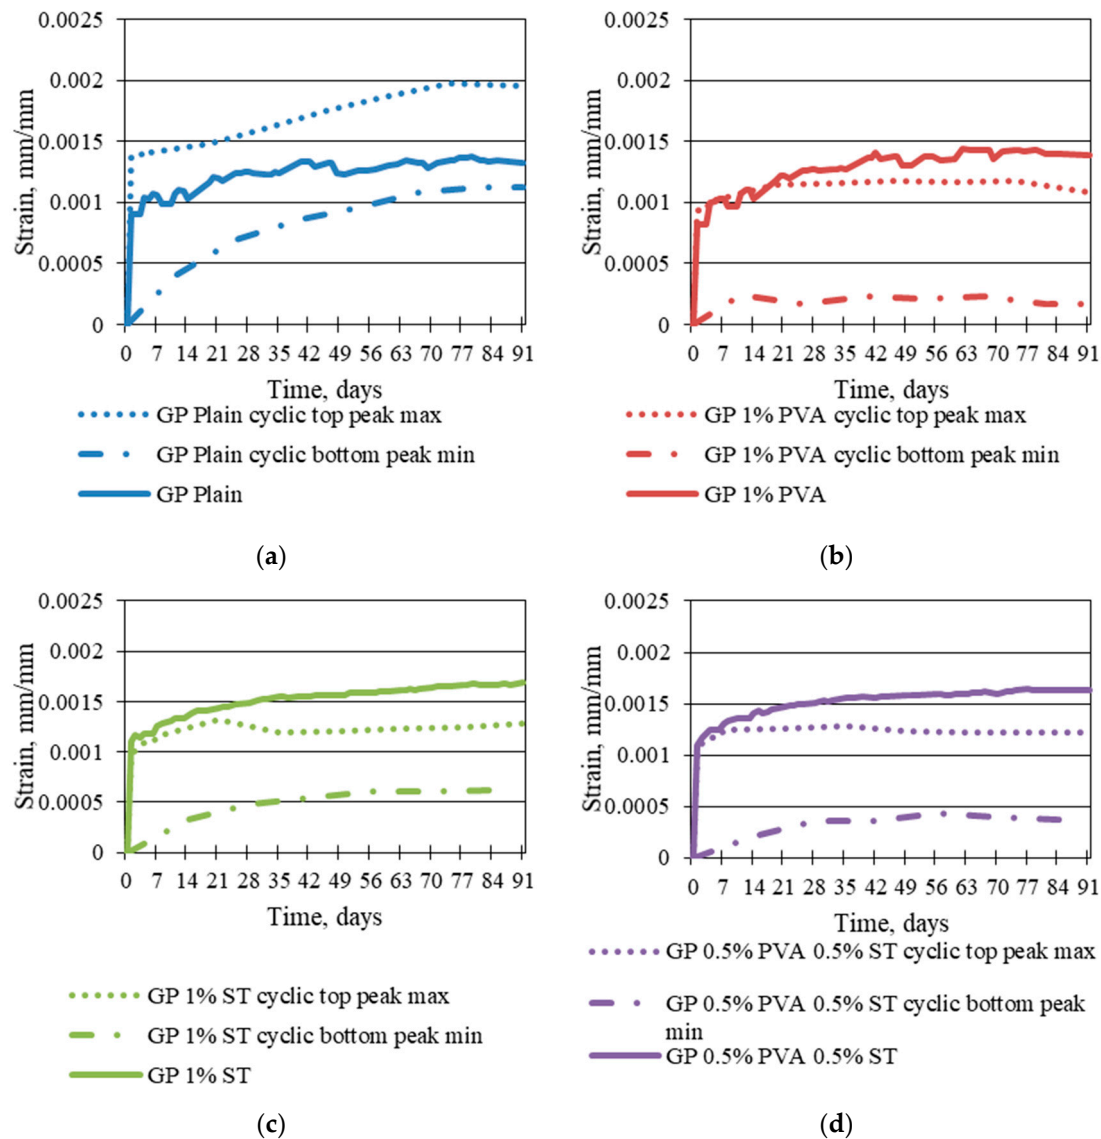 0.0025
0.002
0.0015
0.001
0.0005
0
Strain, mm/mm
0 7 14 21 28 35 42 49 56 63 70 77 84 91
Time, days
GP Plain cyclic top peak max
GP Plain cyclic bottom peak min
GP Plain
(a)
0.0025
0.002
0.0015
0.001
0.0005
0
Strain, mm/mm
0 7 14 21 28 35 42 49 56 63 70 77 84 91
Time, days
GP 1% PVA cyclic top peak max
GP 1% PVA cyclic bottom peak min
GP 1% PVA
(b)
0.0025
0.002
0.0015
0.001
0.0005
0
Strain, mm/mm
0 7 14 21 28 35 42 49 56 63 70 77 84 91
Time, days
GP 1% ST cyclic top peak max
GP 1% ST cyclic bottom peak min
GP 1% ST
(c)
0.0025
0.002
0.0015
0.001
0.0005
0
Strain, mm/mm
0 7 14 21 28 35 42 49 56 63 70 77 84 91
Time, days
GP 0.5% PVA 0.5% ST cyclic top peak max
GP 0.5% PVA 0.5% ST cyclic bottom peak
min
GP 0.5% PVA 0.5% ST
(d)